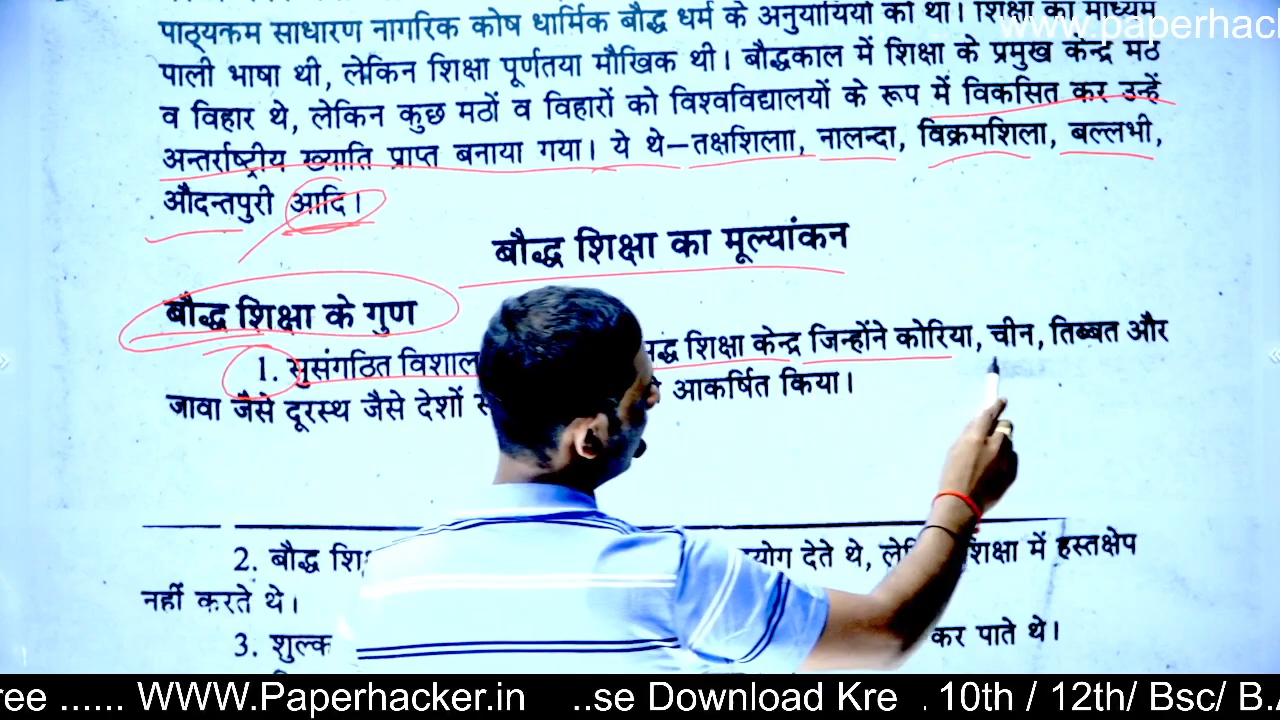 www.paperhack
पाठ्यक्रम साधारण नागरिक कोष धार्मिक बौद्ध धर्म के अनुयायियों को था। शिक्षा का माध्यम
पाली भाषा थी, लेकिन शिक्षा पूर्णतया मौखिक थी। बौद्धकाल में शिक्षा के प्रमुख केन्द्र मठ
व विहार थे, लेकिन कुछ मठों व विहारों को विश्वविद्यालयों के रूप में विकसित कर उन्हें
अन्तर्राष्ट्रीय ख्याति प्राप्त बनाया गया। ये थे–तक्षशिलाा, नालन्दा, विक्रमशिला, बल्लभी,
औदन्तपुरी आदि।
बौद्ध शिक्षा का मूल्यांकन
बौद्ध शिक्षा के गुण
1. सुसंगठित विशाल शिक्षा केन्द्र जिन्होंने कोरिया, चीन, तिब्बत और
जावा जैसे दूरस्थ जैसे देशों आकर्षित किया।
2. बौद्ध देते थे, शिक्षा में हस्तक्षेप
नहीं करते थे।
3. शुल्क कर पाते थे।
ree ...... WWW.Paperhacker.in ..se Download Kre . 10th / 12th/ Bsc/ B.